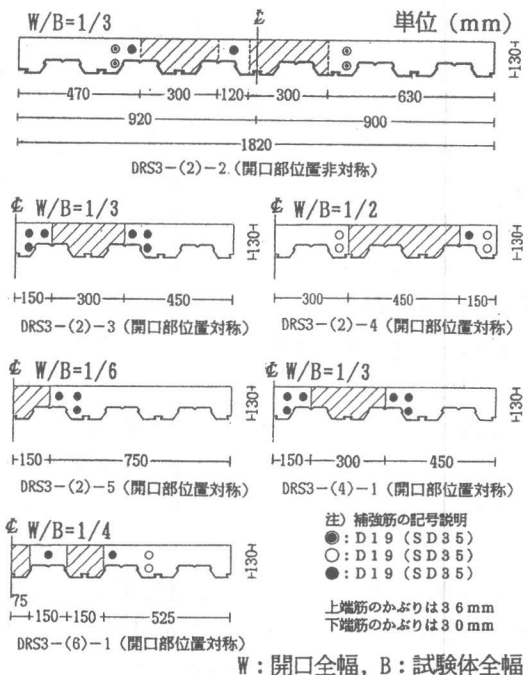 ℄
W/B=1/3
単位（mm）
130
470 300 120 300 630
920 900
1820
DRS3-(2)-2（開口部位置非対称）
℄ W/B=1/3
130
150 300 450
DRS3-(2)-3（開口部位置対称）
℄ W/B=1/2
130
300 450 150
DRS3-(2)-4（開口部位置対称）
℄ W/B=1/6
130
150 750
DRS3-(2)-5（開口部位置対称）
℄ W/B=1/3
130
150 300 450
DRS3-(4)-1（開口部位置対称）
℄ W/B=1/4
130
75
150 150 525
DRS3-(6)-1（開口部位置対称）
注）補強筋の記号説明
◉：D19（SD35）
○：D19（SD35）
●：D19（SD35）
上端筋のかぶりは36mm
下端筋のかぶりは30mm
W：開口全幅，B：試験体全幅